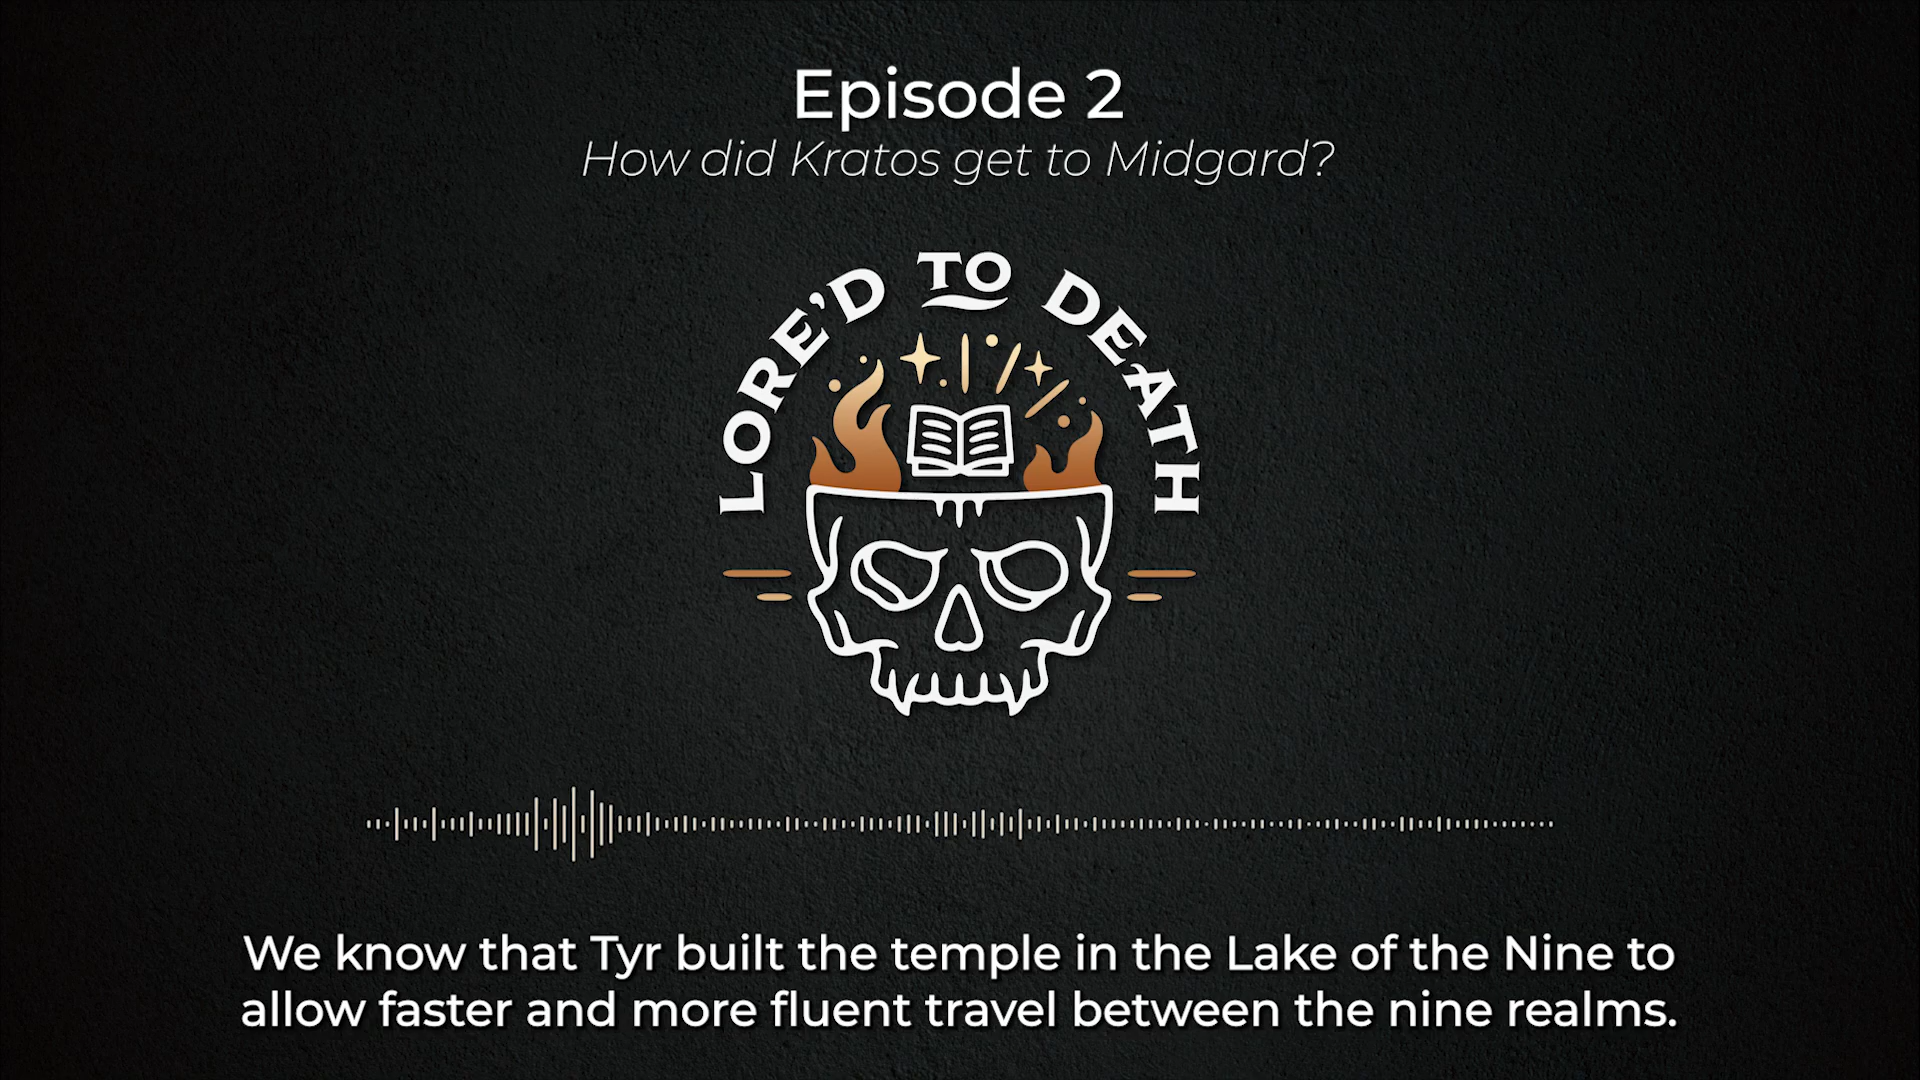 Episode 2
How did Kratos get to Midgard?
LORE'D TO DEATH
We know that Tyr built the temple in the Lake of the Nine to
allow faster and more fluent travel between the nine realms.